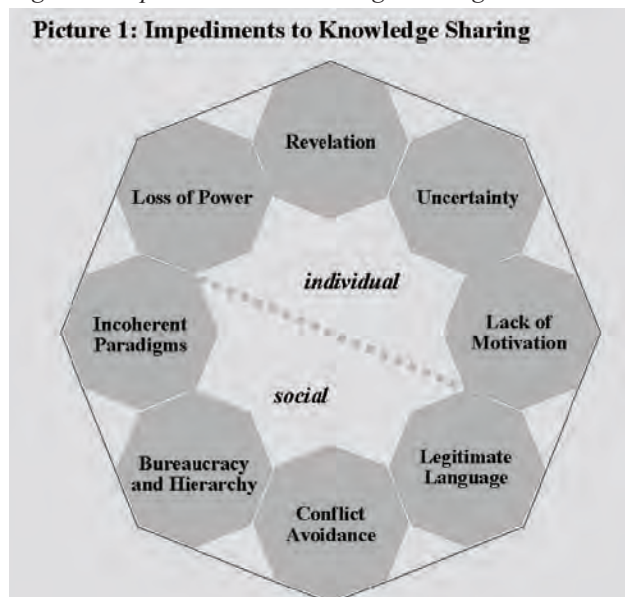 Picture 1: Impediments to Knowledge Sharing
Revelation
Loss of Power
Uncertainty
individual
Incoherent
Paradigms
Lack of
Motivation
social
Bureaucracy
and Hierarchy
Legitimate
Language
Conflict
Avoidance